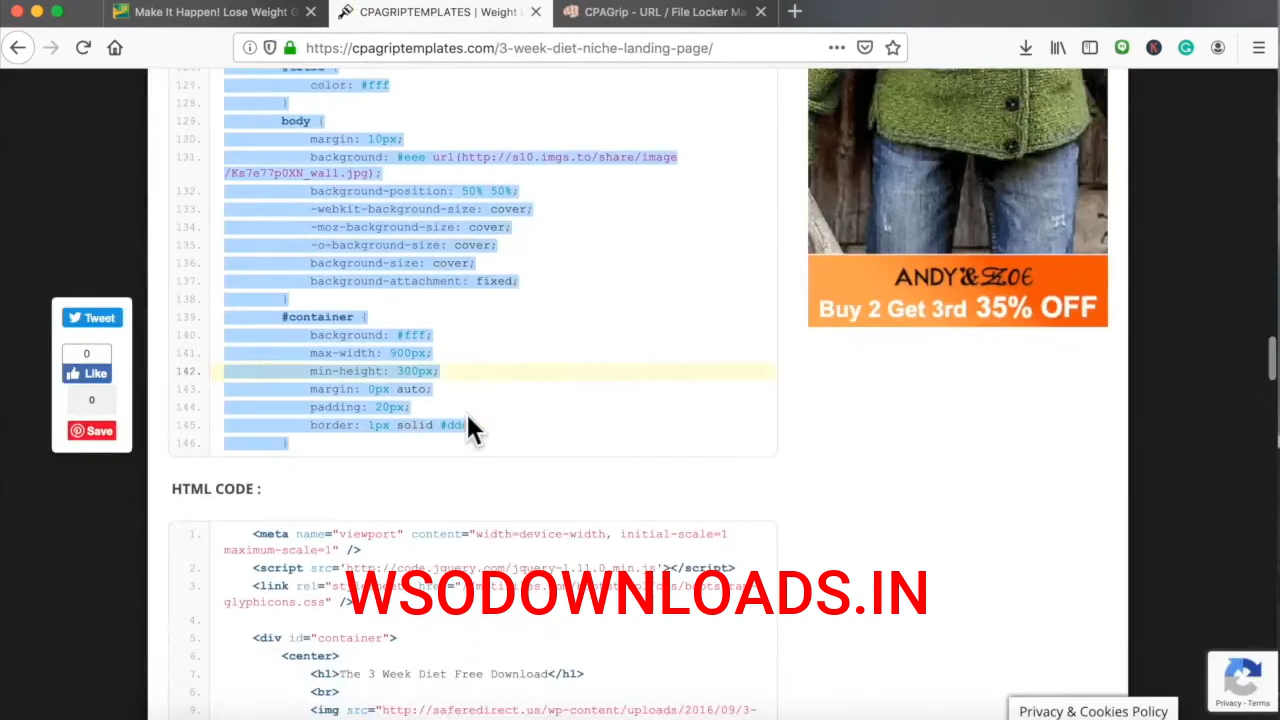 Make It Happen! Lose Weight
CPAGRIPTEMPLATES | Weight
CPAGrip - URL / File Locker Ma
https://cpagriptemplates.com/3-week-diet-niche-landing-page/
127. color: #fff
128. }
129. body {
130. margin: 10px;
131. background: #eee url(http://s10.imgs.to/share/image
/Ks7e77p0XN_wall.jpg);
132. background-position: 50% 50%;
133. -webkit-background-size: cover;
134. -moz-background-size: cover;
135. -o-background-size: cover;
136. background-size: cover;
137. background-attachment: fixed;
138. }
139. #container {
140. background: #fff;
141. max-width: 900px;
142. min-height: 300px;
143. margin: 0px auto;
144. padding: 20px;
145. border: 1px solid
146. }
ANDY&ZOE
Buy 2 Get 3rd 35% OFF
Tweet
0
Like
0
Save
HTML CODE :
1. <meta name="viewport" content="width=device-width, initial-scale=1
maximum-scale=1" />
2. <script src='http://code.jquery.com/jquery-1.11.0.min.js'></script>
3. <link
glyphicons.css" />
4.
5. <div id="container">
6. <center>
7. <h1>The 3 Week Diet Free Download</h1>
<br>
9. <img src="http://saferedirect.us/wp-content/uploads/2016/09/3-
WSODOWNLOADS.IN
Privacy - Terms
Privacy & Cookies Policy